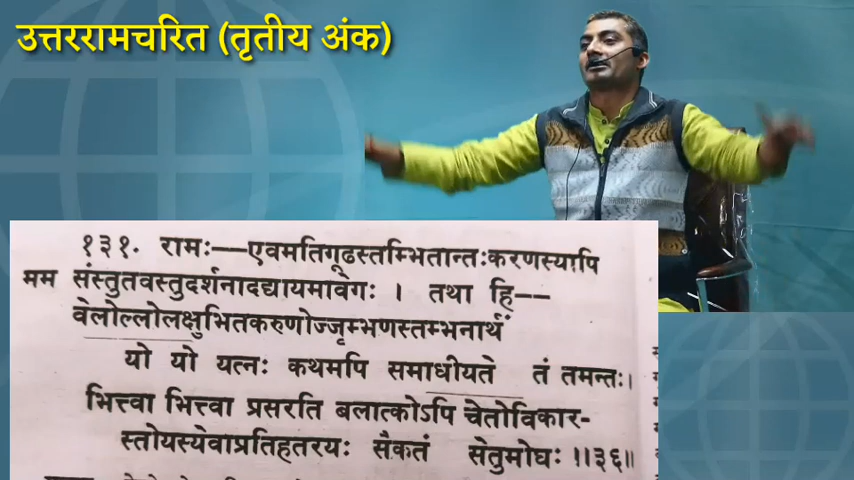 उत्तररामचरित (तृतीय अंक)
१३१. रामः—एवमतिगूढस्तम्भितान्तःकरणस्यापि
मम संस्तुतवस्तुदर्शनादद्यायमावेगः । तथा हि--
वेलोल्लोलक्षुभितकरुणोज्जृम्भणस्तम्भनार्थं
यो यो यत्नः कथमपि समाधीयते तं तमन्तः।
भित्त्वा भित्त्वा प्रसरति बलात्कोऽपि चेतोविकार-
स्तोयस्येवाप्रतिहतरयः सैकतं सेतुमोघः ।।३६॥